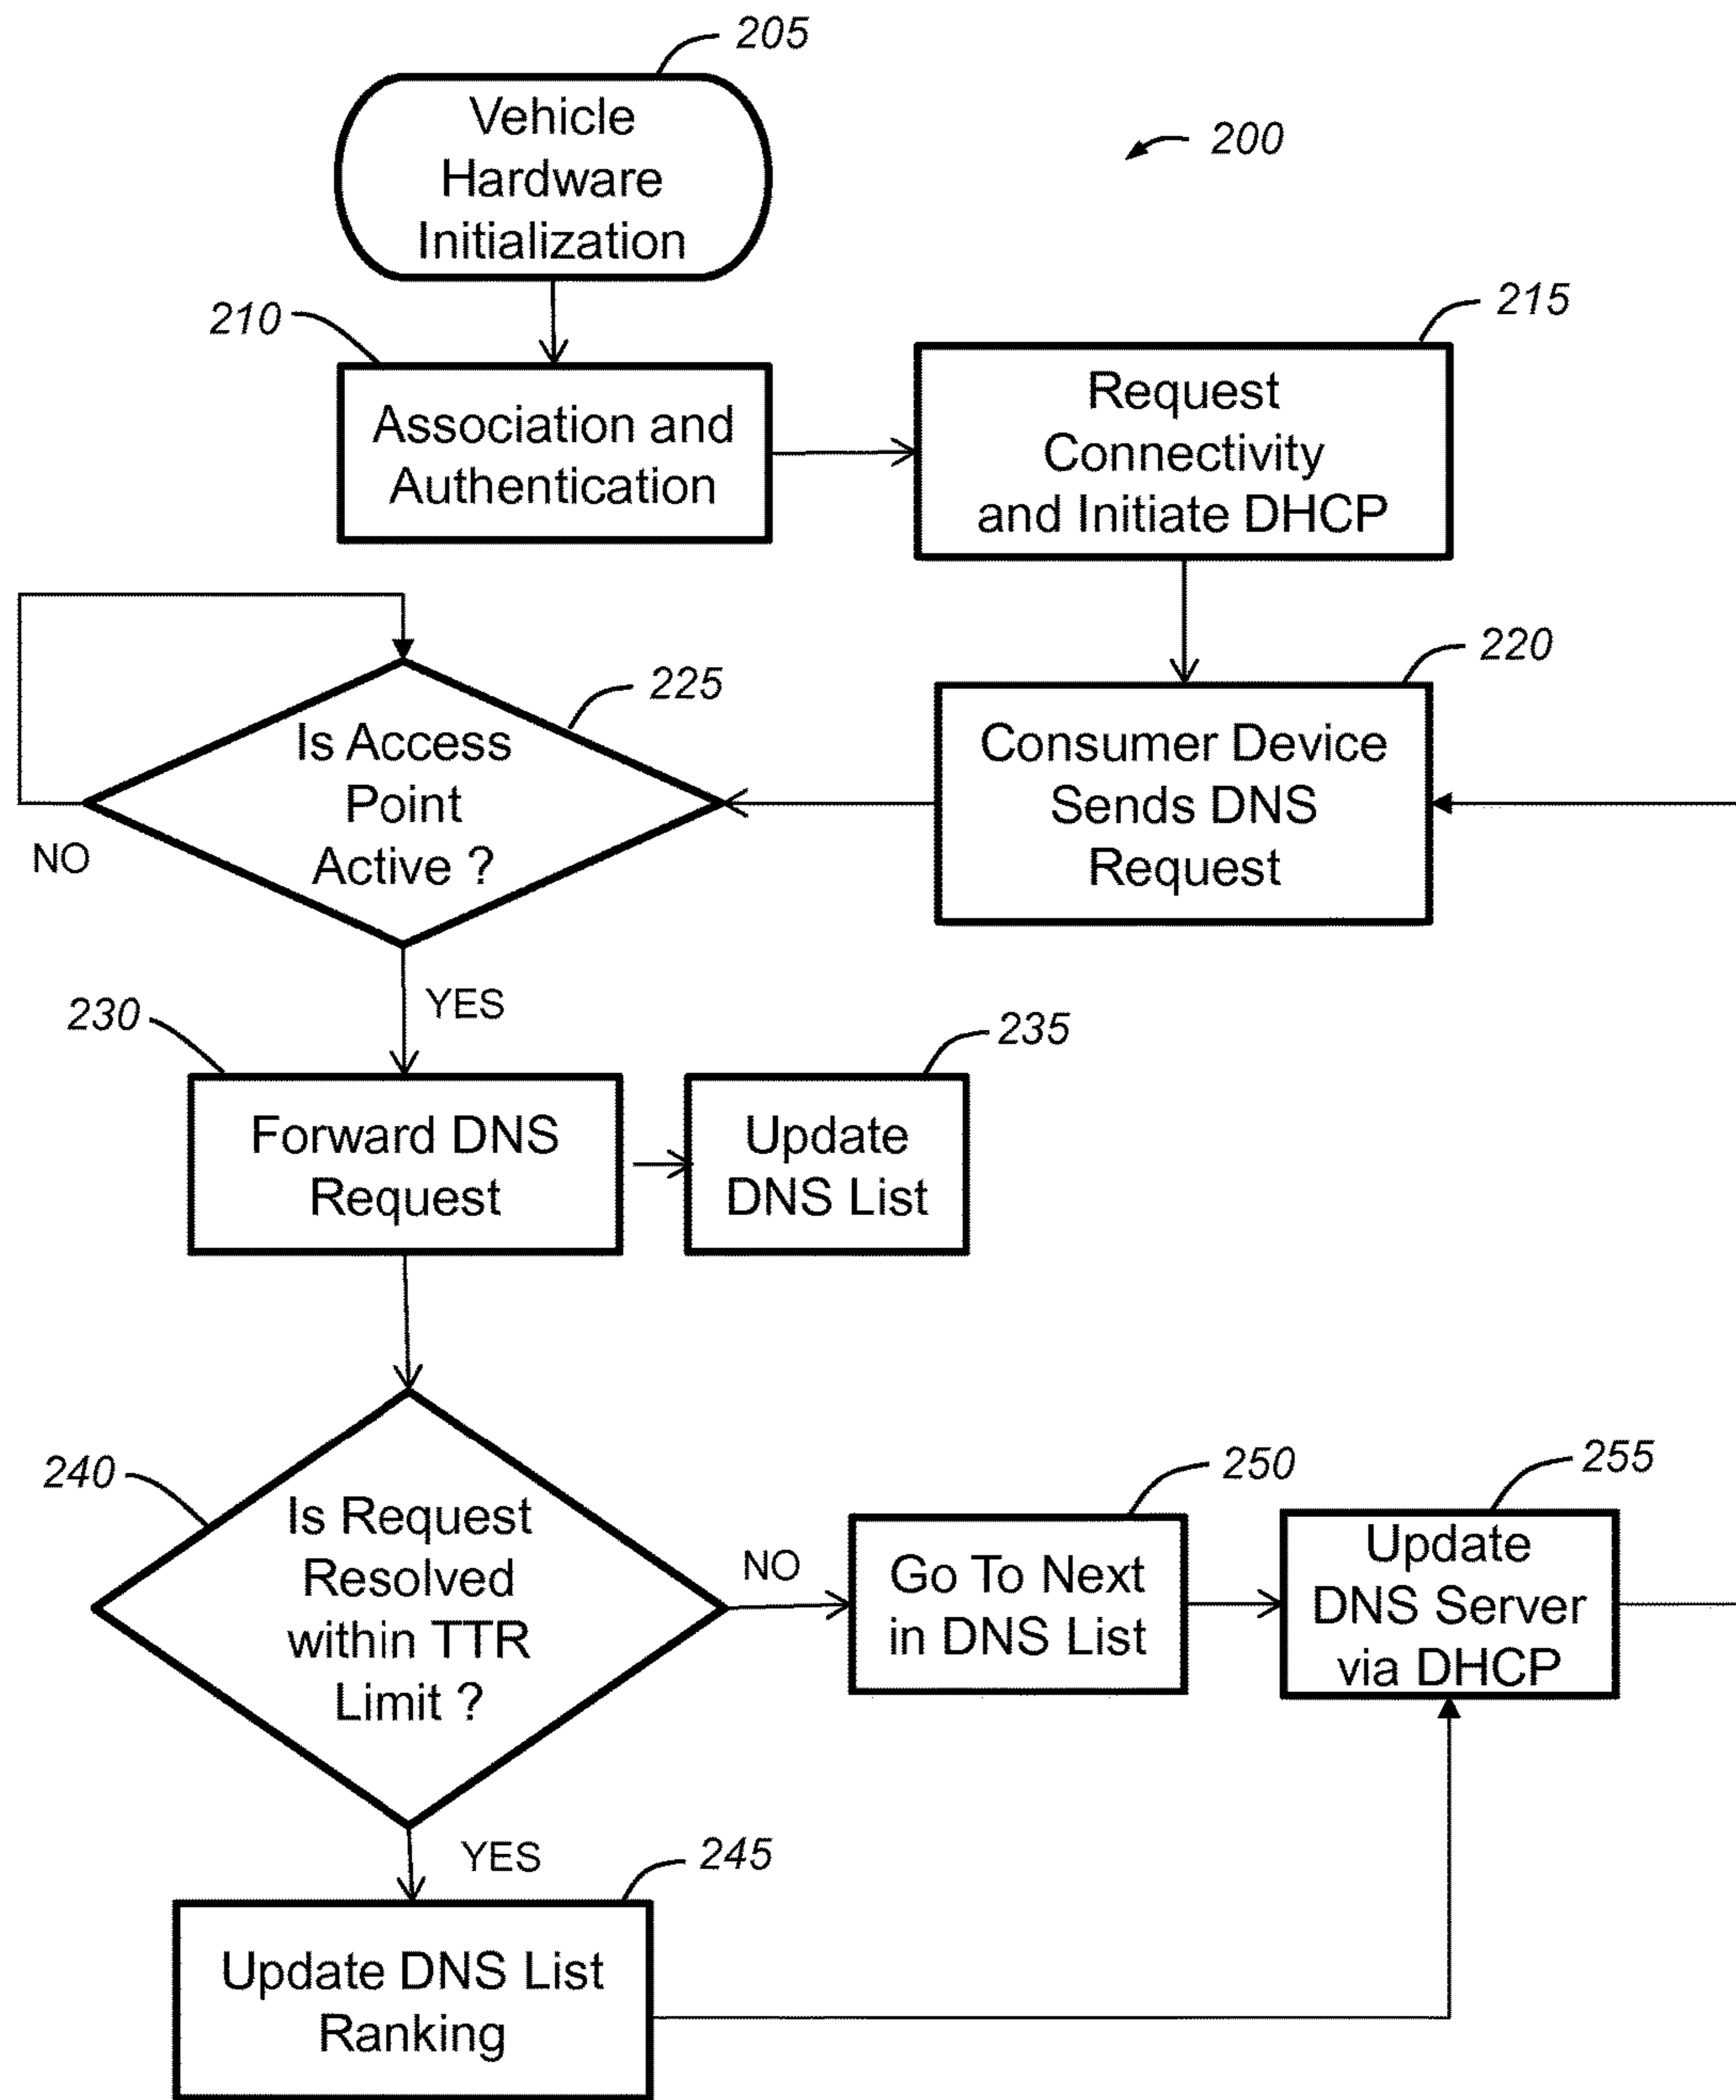 205
Vehicle
Hardware
Initialization
200
210
Association and
Authentication
215
Request
Connectivity
and Initiate DHCP
220
Consumer Device
Sends DNS
Request
225
Is Access
Point
Active ?
NO
YES
230
Forward DNS
Request
235
Update
DNS List
240
Is Request
Resolved
within TTR
Limit ?
NO
250
Go To Next
in DNS List
255
Update
DNS Server
via DHCP
YES
245
Update DNS List
Ranking